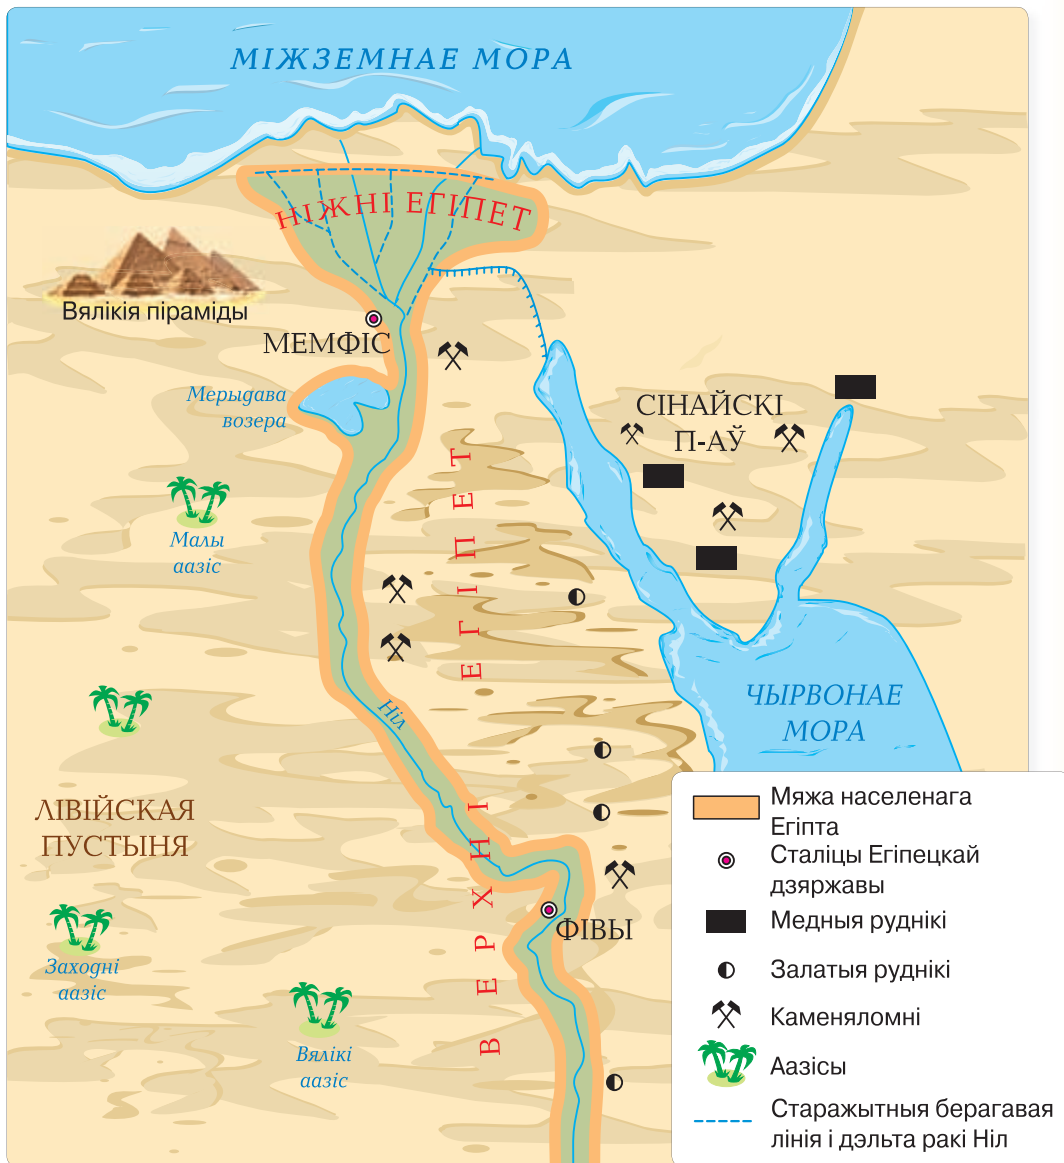 МІЖЗЕМНАЕ МОРА
НІЖНІ ЕГІПЕТ
Вялікія піраміды
МЕМФІС
Мерыдава
возера
СІНАЙСКІ
П-АЎ
ВЕРХНІ ЕГІПЕТ
Малы
аазіс
Ніл
ЧЫРВОНАЕ
МОРА
ЛІВІЙСКАЯ
ПУСТЫНЯ
ФІВЫ
Заходні
аазіс
Вялікі
аазіс
Мяжа населенага
Егіпта
Сталіцы Егіпецкай
дзяржавы
Медныя руднікі
Залатыя руднікі
Каменяломні
Аазісы
Старажытныя берагавая
лінія і дэльта ракі Ніл